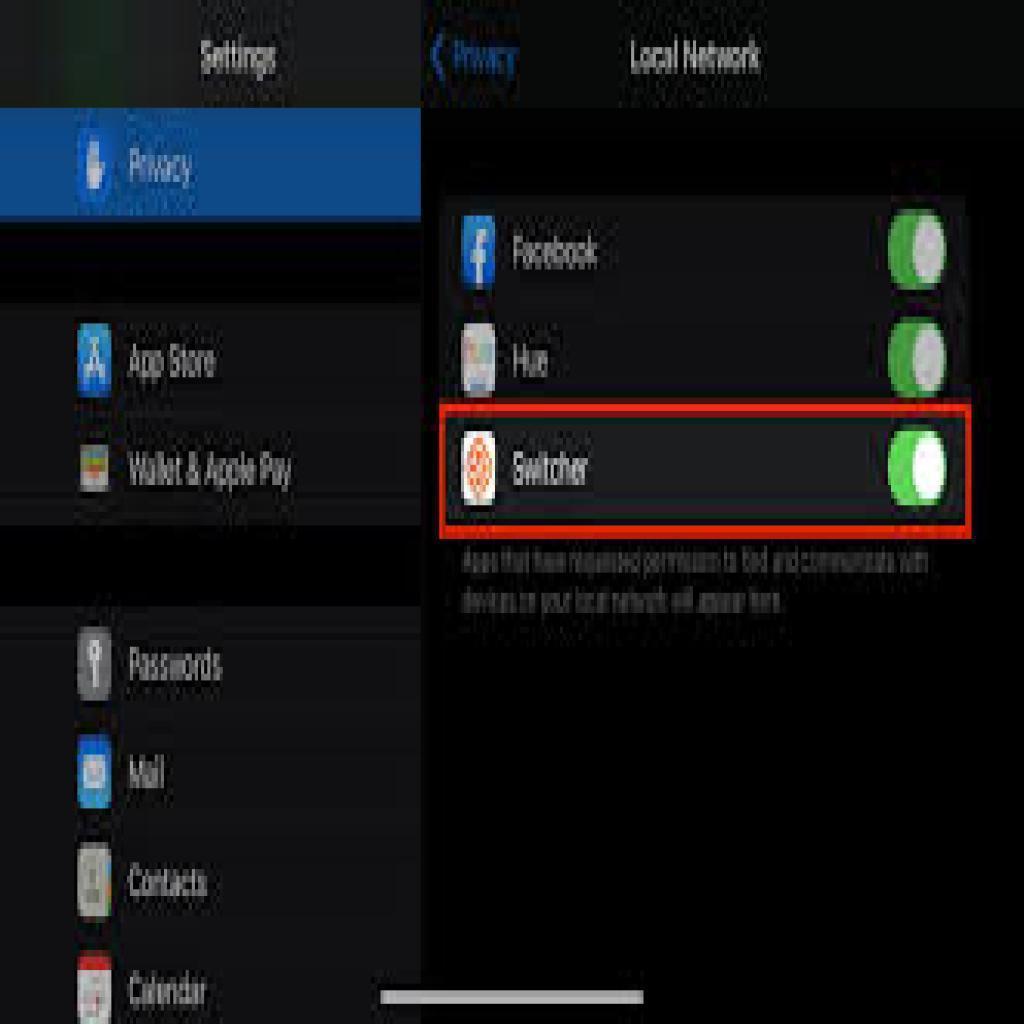 Settings
Privacy
App Store
Wallet & Apple Pay
Passwords
Mail
Contacts
Calendar
Privacy
Local Network
Facebook
Hue
Switcher
Apps that have requested permission to find and communicate with
devices on your local network will appear here.